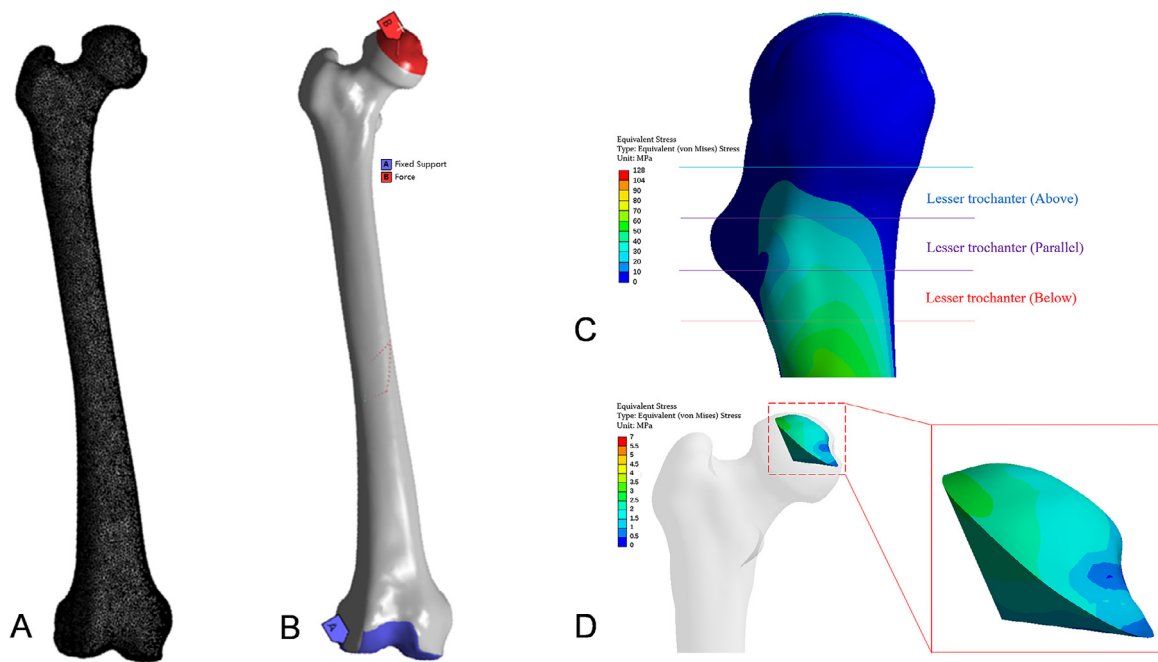 A
B
B
A
A Fixed Support
B Force
C
Equivalent Stress
Type: Equivalent (von Mises) Stress
Unit: MPa
128
104
90
80
70
60
50
40
30
20
10
0
Lesser trochanter (Above)
Lesser trochanter (Parallel)
Lesser trochanter (Below)
D
Equivalent Stress
Type: Equivalent (von Mises) Stress
Unit: MPa
7
5.5
5
4.5
4
3.5
3
2.5
2
1.5
1
0.5
0